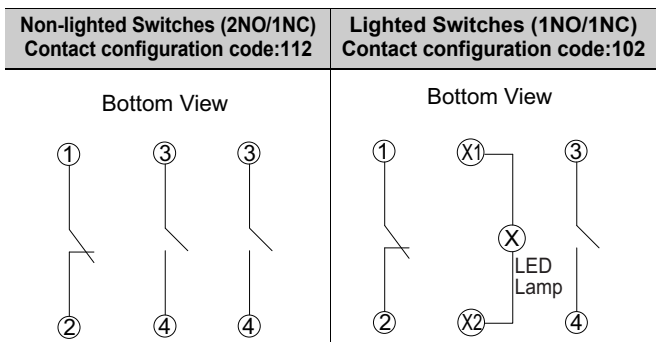 Non-lighted Switches (2NO/1NC)
Contact configuration code:112
Lighted Switches (1NO/1NC)
Contact configuration code:102
Bottom View
1 3 3
2 4 4
Bottom View
1 X1 3
X
LED
Lamp
2 X2 4